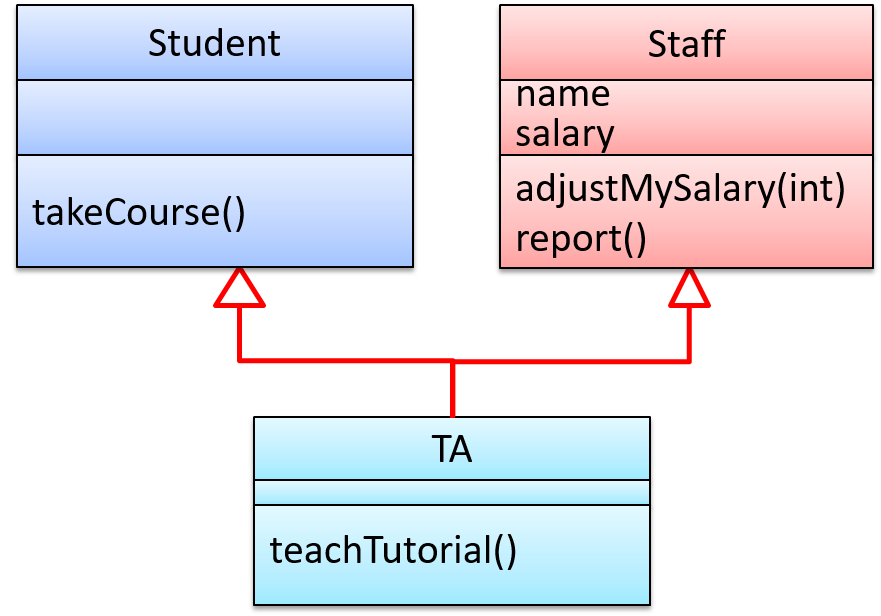 Student
takeCourse()
Staff
name
salary
adjustMySalary(int)
report()
TA
teachTutorial()